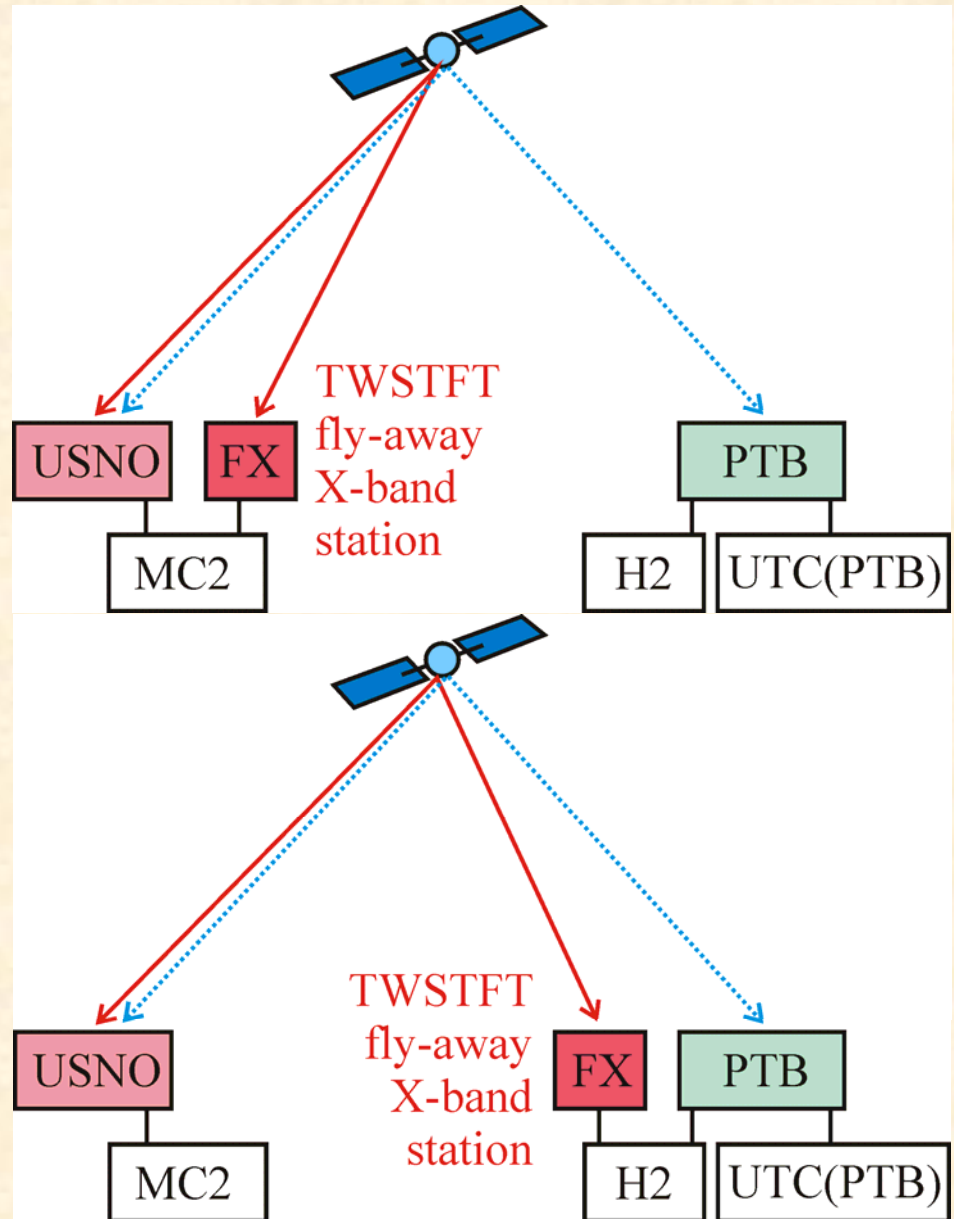 TWSTFT
fly-away
X-band
station
USNO
FX
PTB
MC2
H2
UTC(PTB)
TWSTFT
fly-away
X-band
station
USNO
FX
PTB
MC2
H2
UTC(PTB)